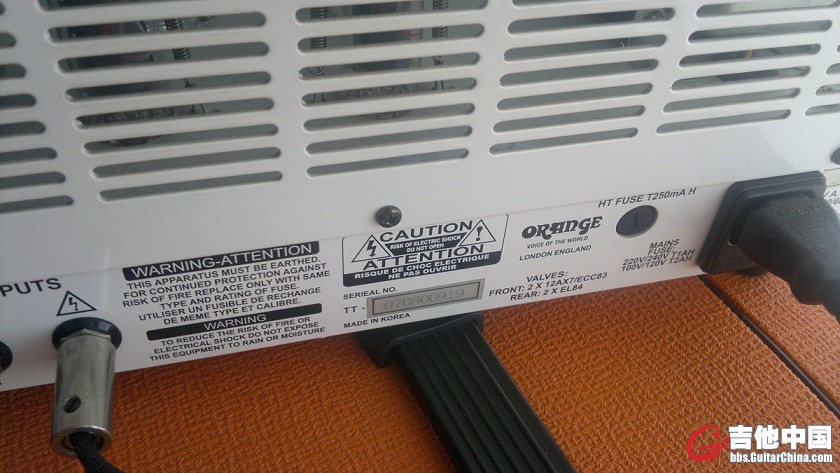 HT FUSE T250mA H
PUTS
WARNING-ATTENTION
THIS APPARATUS MUST BE EARTHED.
FOR CONTINUED PROTECTION AGAINST
RISK OF FIRE REPLACE ONLY WITH SAME
TYPE AND RATING OF FUSE.
UTILISER UN FUSIBLE DE RECHANGE
DE MEME TYPE ET CALIBRE.
WARNING
TO REDUCE THE RISK OF FIRE OR
ELECTRICAL SHOCK DO NOT EXPOSE
THIS EQUIPMENT TO RAIN OR MOISTURE
CAUTION
RISK OF ELECTRIC SHOCK
DO NOT OPEN
ATTENTION
RISQUE DE CHOC ELECTRIQUE
NE PAS OUVRIR
SERIAL NO.
TT - 070800919
MADE IN KOREA
ORANGE
VOICE OF THE WORLD
LONDON ENGLAND
VALVES:
FRONT: 2 X 12AX7/ECC83
REAR: 2 X EL84
MAINS
FUSE:
220V/240V T1AH
100V/120V T2AH
吉他中国
bbs.GuitarChina.com